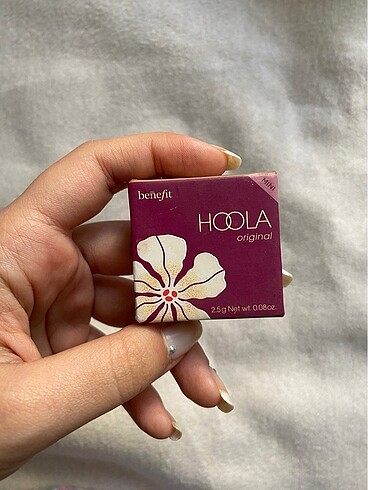 benefit
MINI
HOOLA
original
2.5g Net wt. 0.08oz.